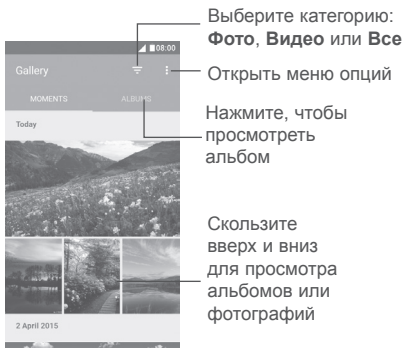 Выберите категорию:
Фото, Видео или Все
08:00
Gallery
Открыть меню опций
MOMENTS
ALBUMS
Нажмите, чтобы
просмотреть
альбом
Today
Скользите
вверх и вниз
для просмотра
альбомов или
фотографий
2 April 2015